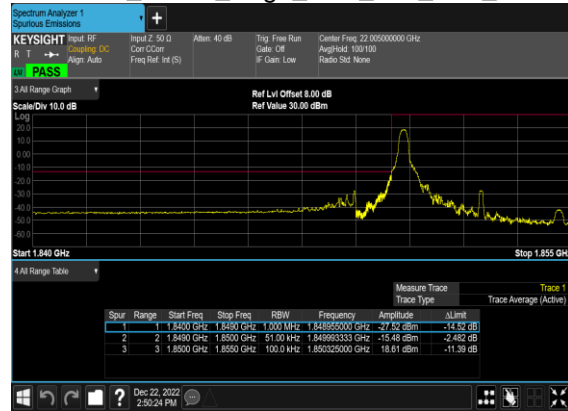 Spectrum Analyzer 1
Spurious Emissions
+
KEYSIGHT Input: RF Input Z: 50 Ω Atten: 40 dB Trig: Free Run Center Freq: 22.005000000 GHz
R T Coupling: DC Corr CCorr Gate: Off Avg|Hold: 100/100
Align: Auto Freq Ref: Int (S) IF Gain: Low Radio Std: None
LW PASS
3 All Range Graph
Ref Lvl Offset 8.00 dB
Scale/Div 10.0 dB Ref Value 30.00 dBm
Log
20.0
10.0
0.00
-10.0
-20.0
-30.0
-40.0
-50.0
-60.0
Start 1.840 GHz Stop 1.855 GH
4 All Range Table
Measure Trace Trace 1
Trace Type Trace Average (Active)
Spur Range Start Freq Stop Freq RBW Frequency Amplitude ΔLimit
1 1 1.8400 GHz 1.8490 GHz 1.000 MHz 1.848955000 GHz -27.52 dBm -14.52 dB
2 2 1.8490 GHz 1.8500 GHz 51.00 kHz 1.849993333 GHz -15.48 dBm -2.482 dB
3 3 1.8500 GHz 1.8550 GHz 100.0 kHz 1.850325000 GHz 18.61 dBm -11.39 dB
? Dec 22, 2022
2:50:24 PM